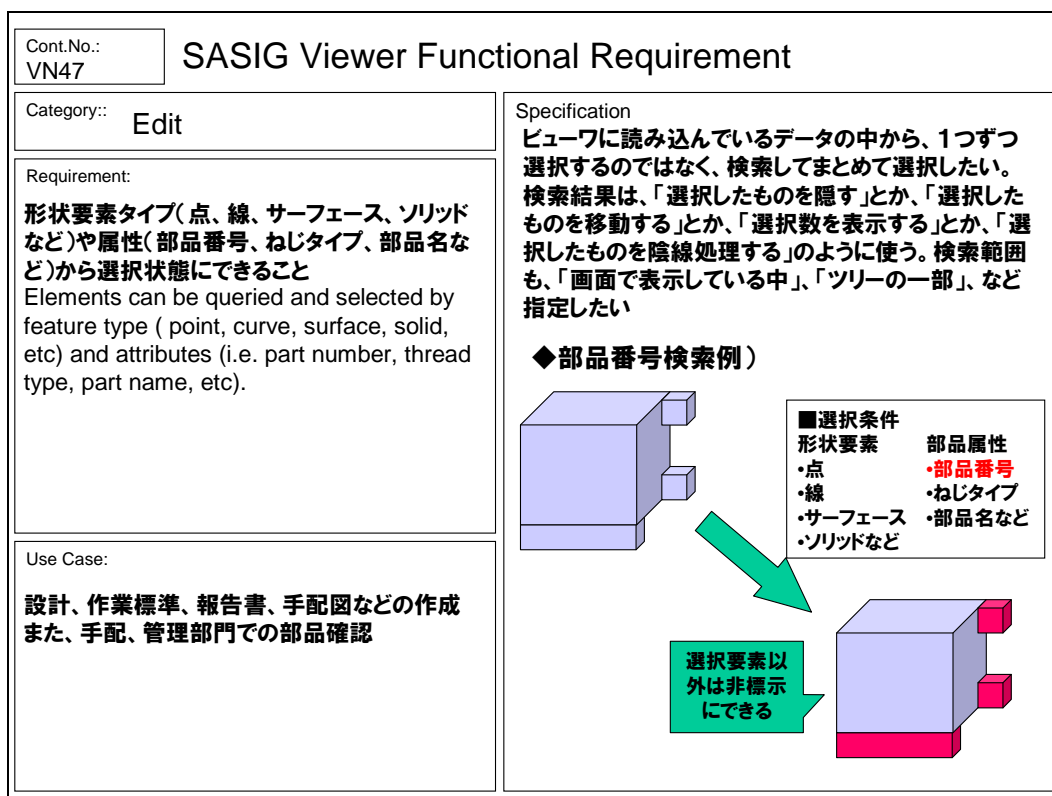 Cont.No.:
VN47
SASIG Viewer Functional Requirement
Category::
Edit
Requirement:
形状要素タイプ(点、線、サーフェース、ソリッド
など)や属性(部品番号、ねじタイプ、部品名な
ど)から選択状態にできること
Elements can be queried and selected by
feature type ( point, curve, surface, solid,
etc) and attributes (i.e. part number, thread
type, part name, etc).
Use Case:
設計、作業標準、報告書、手配図などの作成
また、手配、管理部門での部品確認
Specification
ビューワに読み込んでいるデータの中から、1つずつ
選択するのではなく、検索してまとめて選択したい。
検索結果は、「選択したものを隠す」とか、「選択した
ものを移動する」とか、「選択数を表示する」とか、「選
択したものを陰線処理する」のように使う。検索範囲
も、「画面で表示している中」、「ツリーの一部」、など
指定したい
◆部品番号検索例)
■選択条件
形状要素 部品属性
・点 ・部品番号
・線 ・ねじタイプ
・サーフェース ・部品名など
・ソリッドなど
選択要素以
外は非標示
にできる